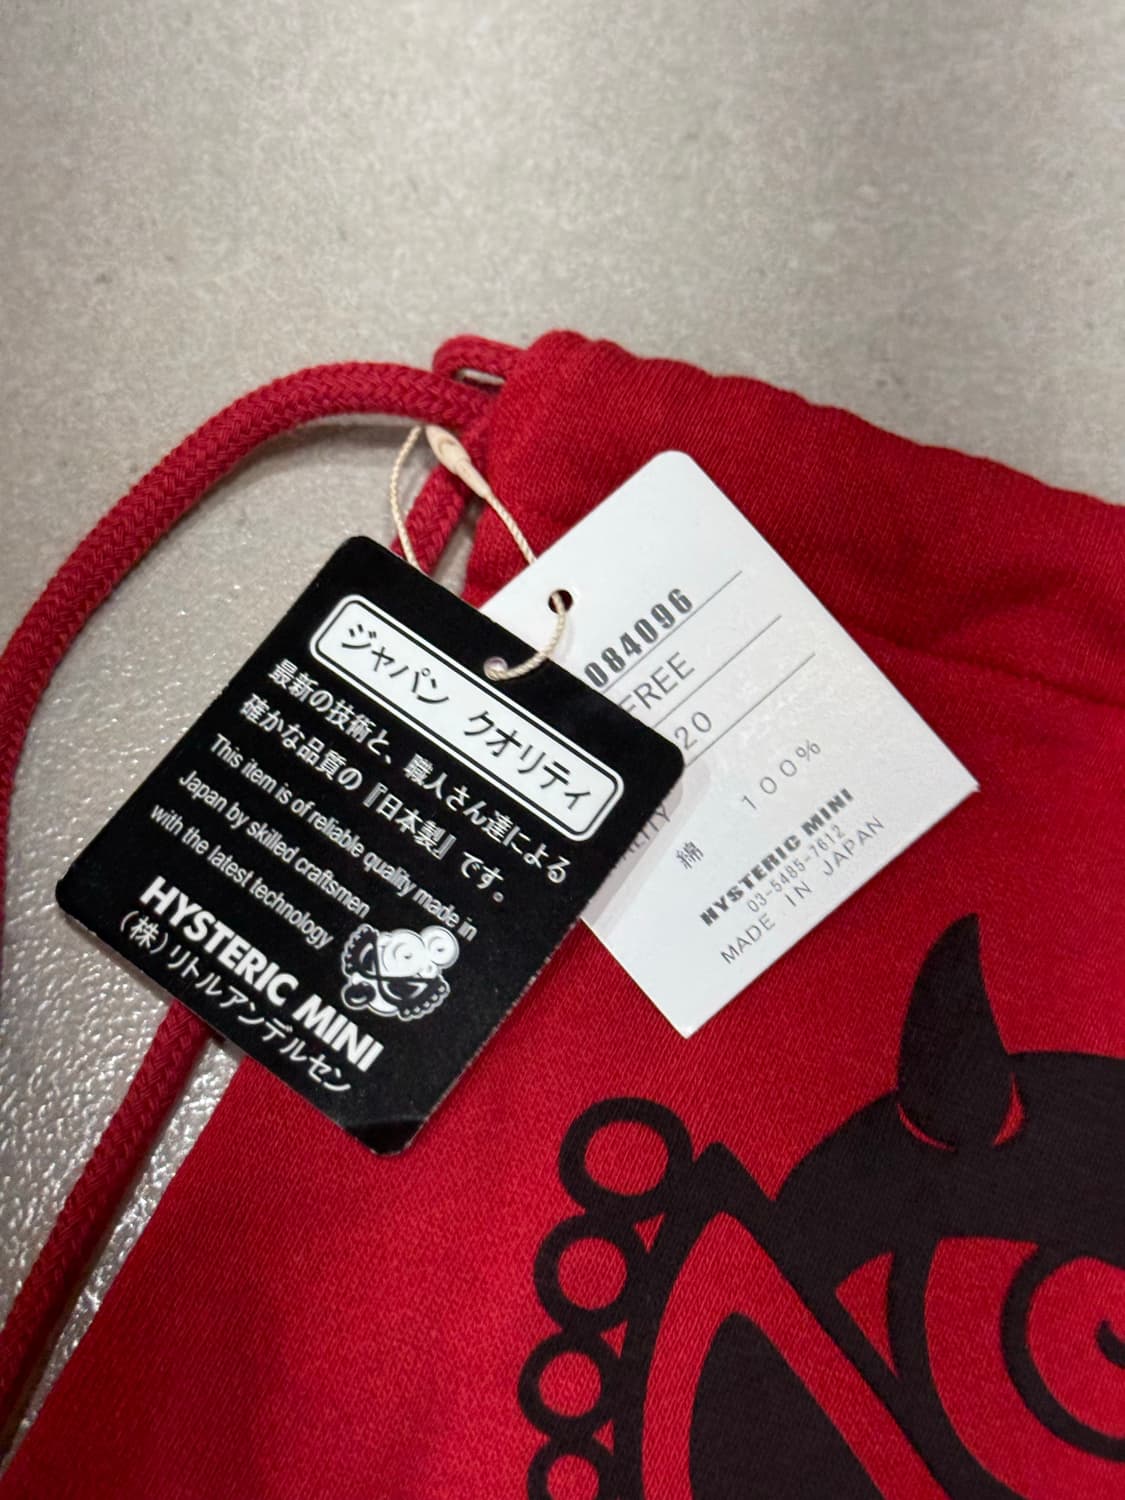 ジャパン クオリティ
最新の技術と、職人さん達による
確かな品質の『日本製』です。
This item is of reliable quality made in
Japan by skilled craftsmen
with the latest technology
HYSTERIC MINI
(株)リトルアンデルセン
084096
FREE
20
綿 100%
HYSTERIC MINI
03-5485-7612
MADE IN JAPAN